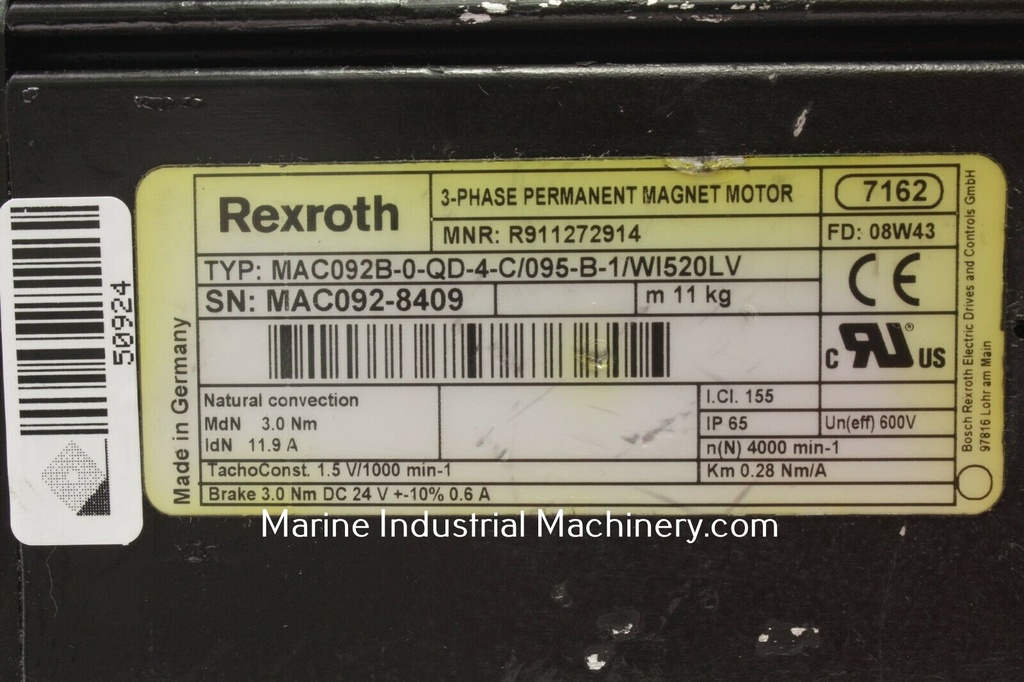 50924
Made in Germany
Rexroth
3-PHASE PERMANENT MAGNET MOTOR
7162
MNR: R911272914
FD: 08W43
TYP: MAC092B-0-QD-4-C/095-B-1/WI520LV
SN: MAC092-8409
m 11 kg
CE
c RU® US
Natural convection
MdN 3.0 Nm
IdN 11.9 A
I.Cl. 155
IP 65
Un(eff) 600V
n(N) 4000 min-1
TachoConst. 1.5 V/1000 min-1
Km 0.28 Nm/A
Brake 3.0 Nm DC 24 V +-10% 0.6 A
Bosch Rexroth Electric Drives and Controls GmbH
97816 Lohr am Main
Marine Industrial Machinery.com